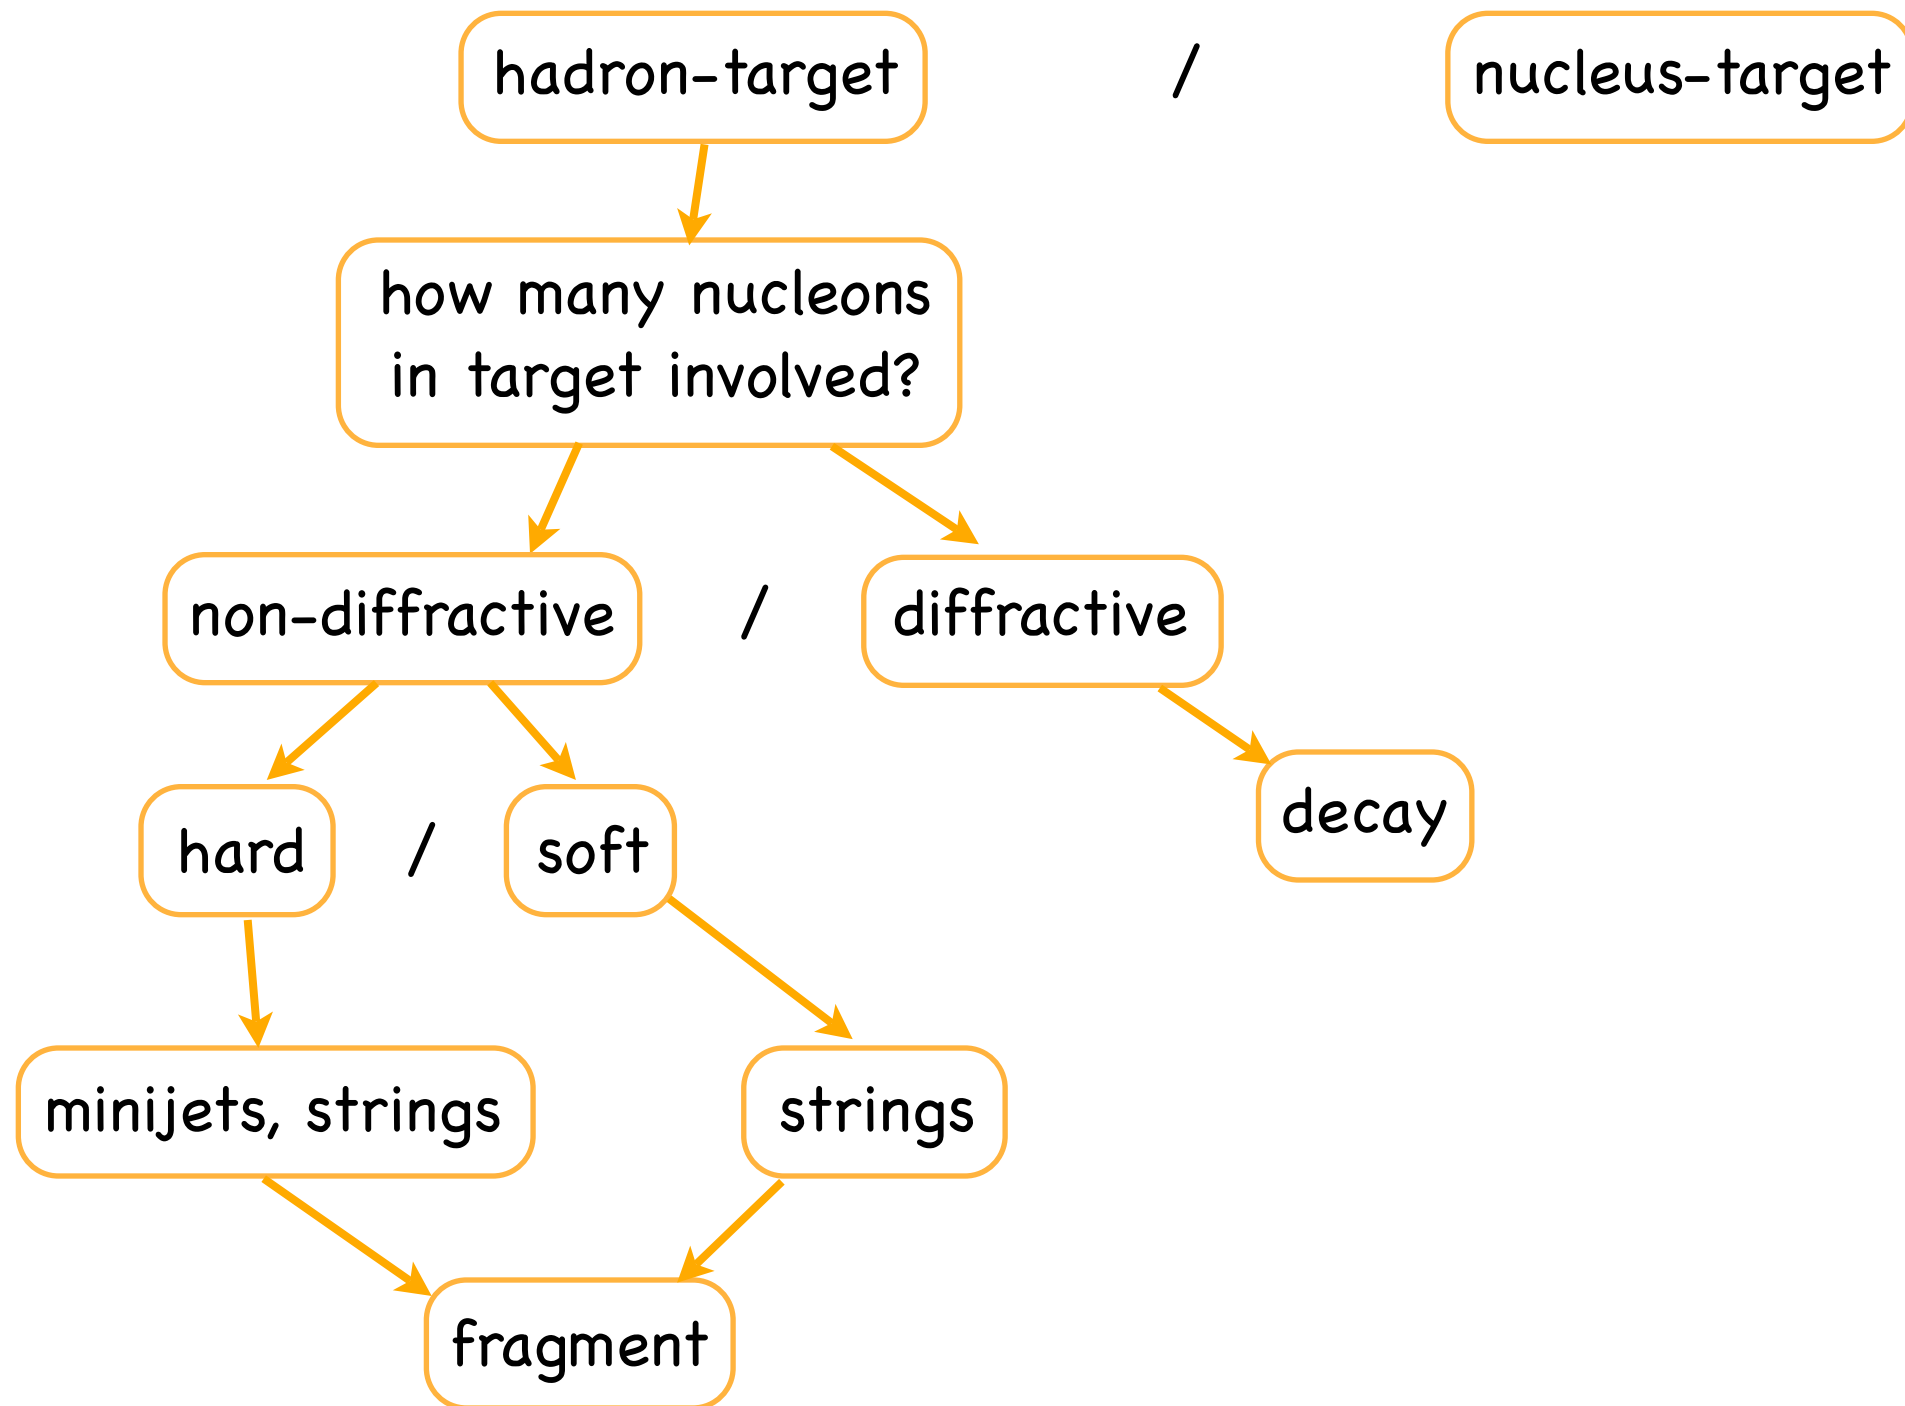 hadron-target / nucleus-target
how many nucleons
in target involved?
non-diffractive / diffractive
hard / soft
decay
minijets, strings
strings
fragment